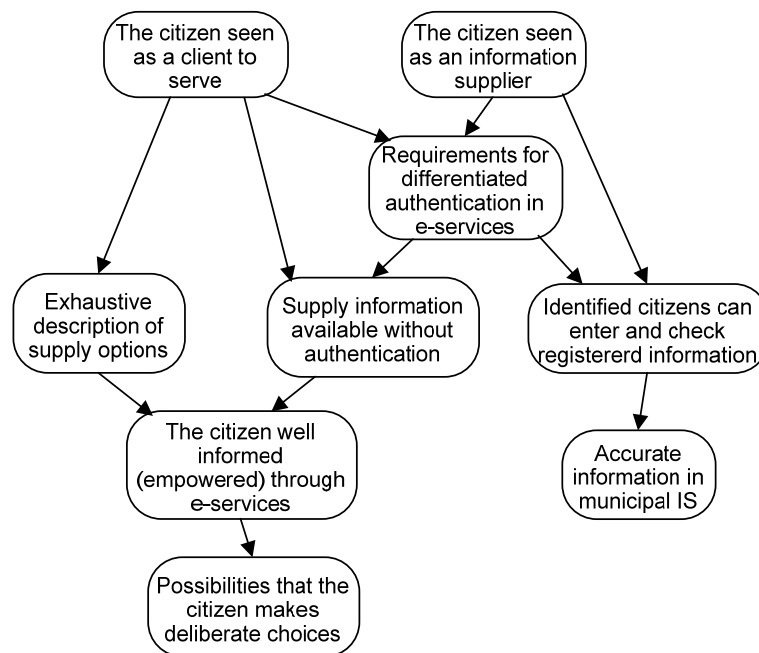 The citizen seen
as a client to
serve
The citizen seen
as an information
supplier
Requirements for
differentiated
authentication in
e-services
Exhaustive
description of
supply options
Supply information
available without
authentication
Identified citizens can
enter and check
registererd information
The citizen well
informed
(empowered) through
e-services
Accurate
information in
municipal IS
Possibilities that the
citizen makes
deliberate choices